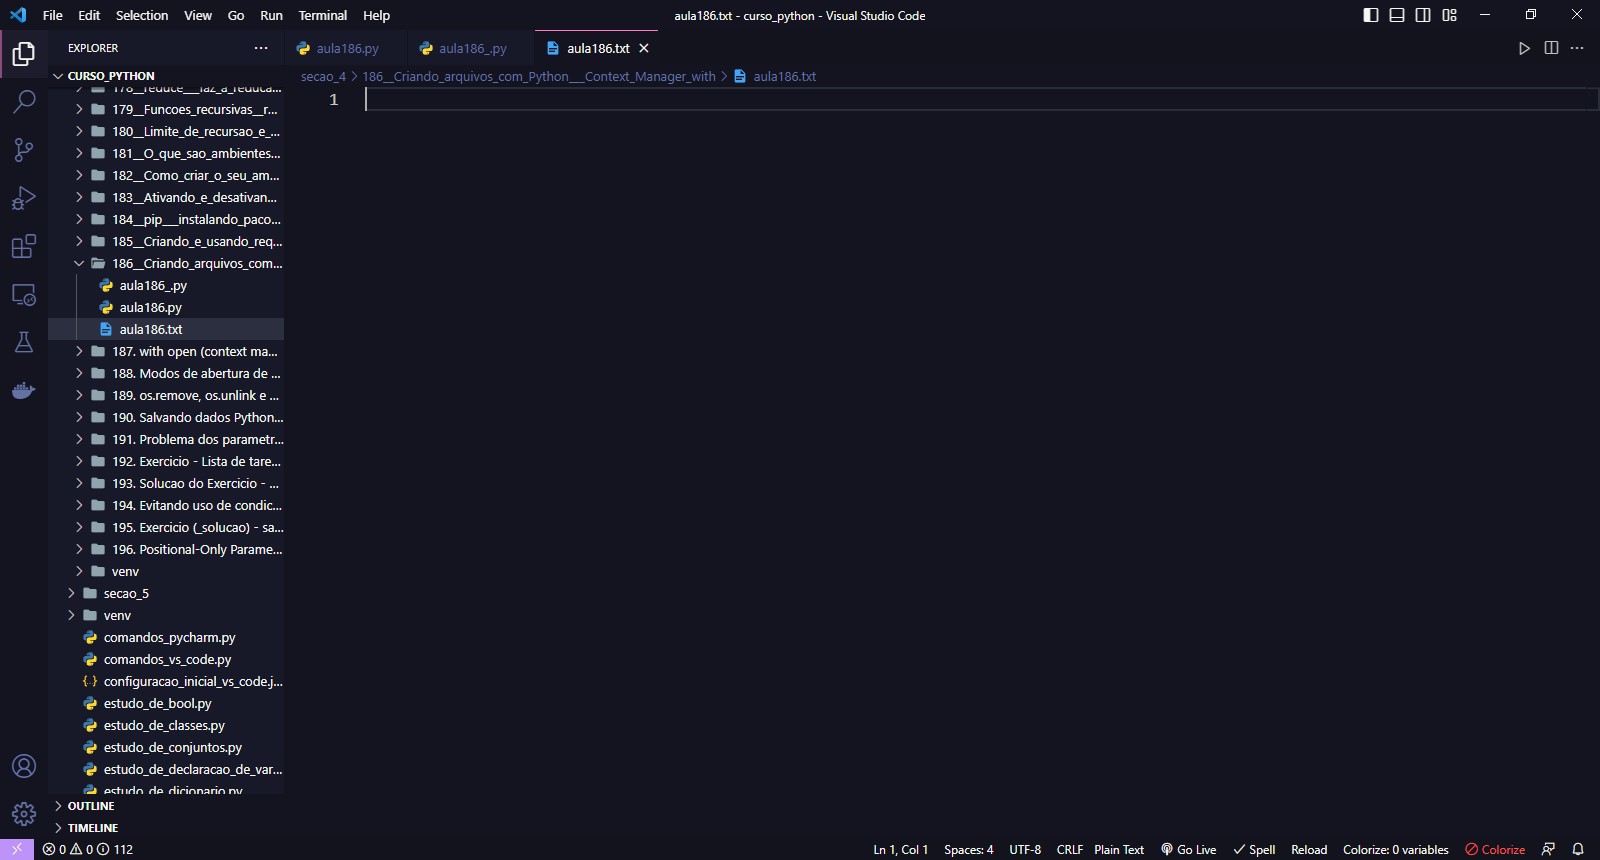 File Edit Selection View Go Run Terminal Help
aula186.txt - curso_python - Visual Studio Code
EXPLORER
aula186.py
aula186_.py
aula186.txt
CURSO_PYTHON
secao_4 > 186__Criando_arquivos_com_Python___Context_Manager_with > aula186.txt
1
178__reduce___faz_a_reduca...
179__Funcoes_recursivas__r...
180__Limite_de_recursao_e_...
181__O_que_sao_ambientes...
182__Como_criar_o_seu_am...
183__Ativando_e_desativan...
184__pip___instalando_paco...
185__Criando_e_usando_req...
186__Criando_arquivos_com...
aula186_.py
aula186.py
aula186.txt
187. with open (context ma...
188. Modos de abertura de ...
189. os.remove, os.unlink e ...
190. Salvando dados Python...
191. Problema dos parametr...
192. Exercicio - Lista de tare...
193. Solucao do Exercicio - ...
194. Evitando uso de condic...
195. Exercicio (_solucao) - sa...
196. Positional-Only Parame...
venv
secao_5
venv
comandos_pycharm.py
comandos_vs_code.py
configuracao_inicial_vs_code.j...
estudo_de_bool.py
estudo_de_classes.py
estudo_de_conjuntos.py
estudo_de_declaracao_de_var...
estudo_de_dicionario.py
OUTLINE
TIMELINE
0 0 112
Ln 1, Col 1 Spaces: 4 UTF-8 CRLF Plain Text Go Live Spell Reload Colorize: 0 variables Colorize